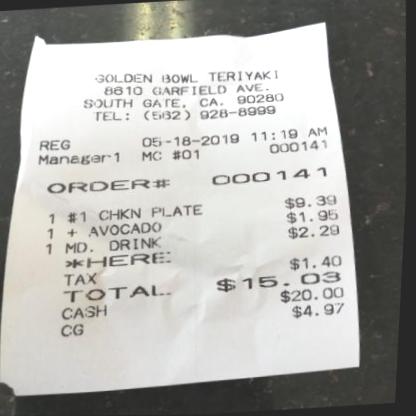 GOLDEN BOWL TERIYAKI
8610 GARFIELD AVE.
SOUTH GATE, CA. 90280
TEL: (562) 928-8999
REG 05-18-2019 11:19 AM
Manager1 MC #01 000141
ORDER# 000141
1 #1 CHKN PLATE $9.39
1 + AVOCADO $1.95
1 MD. DRINK $2.29
*HERE:
TAX $1.40
TOTAL $15.03
CASH $20.00
CG $4.97